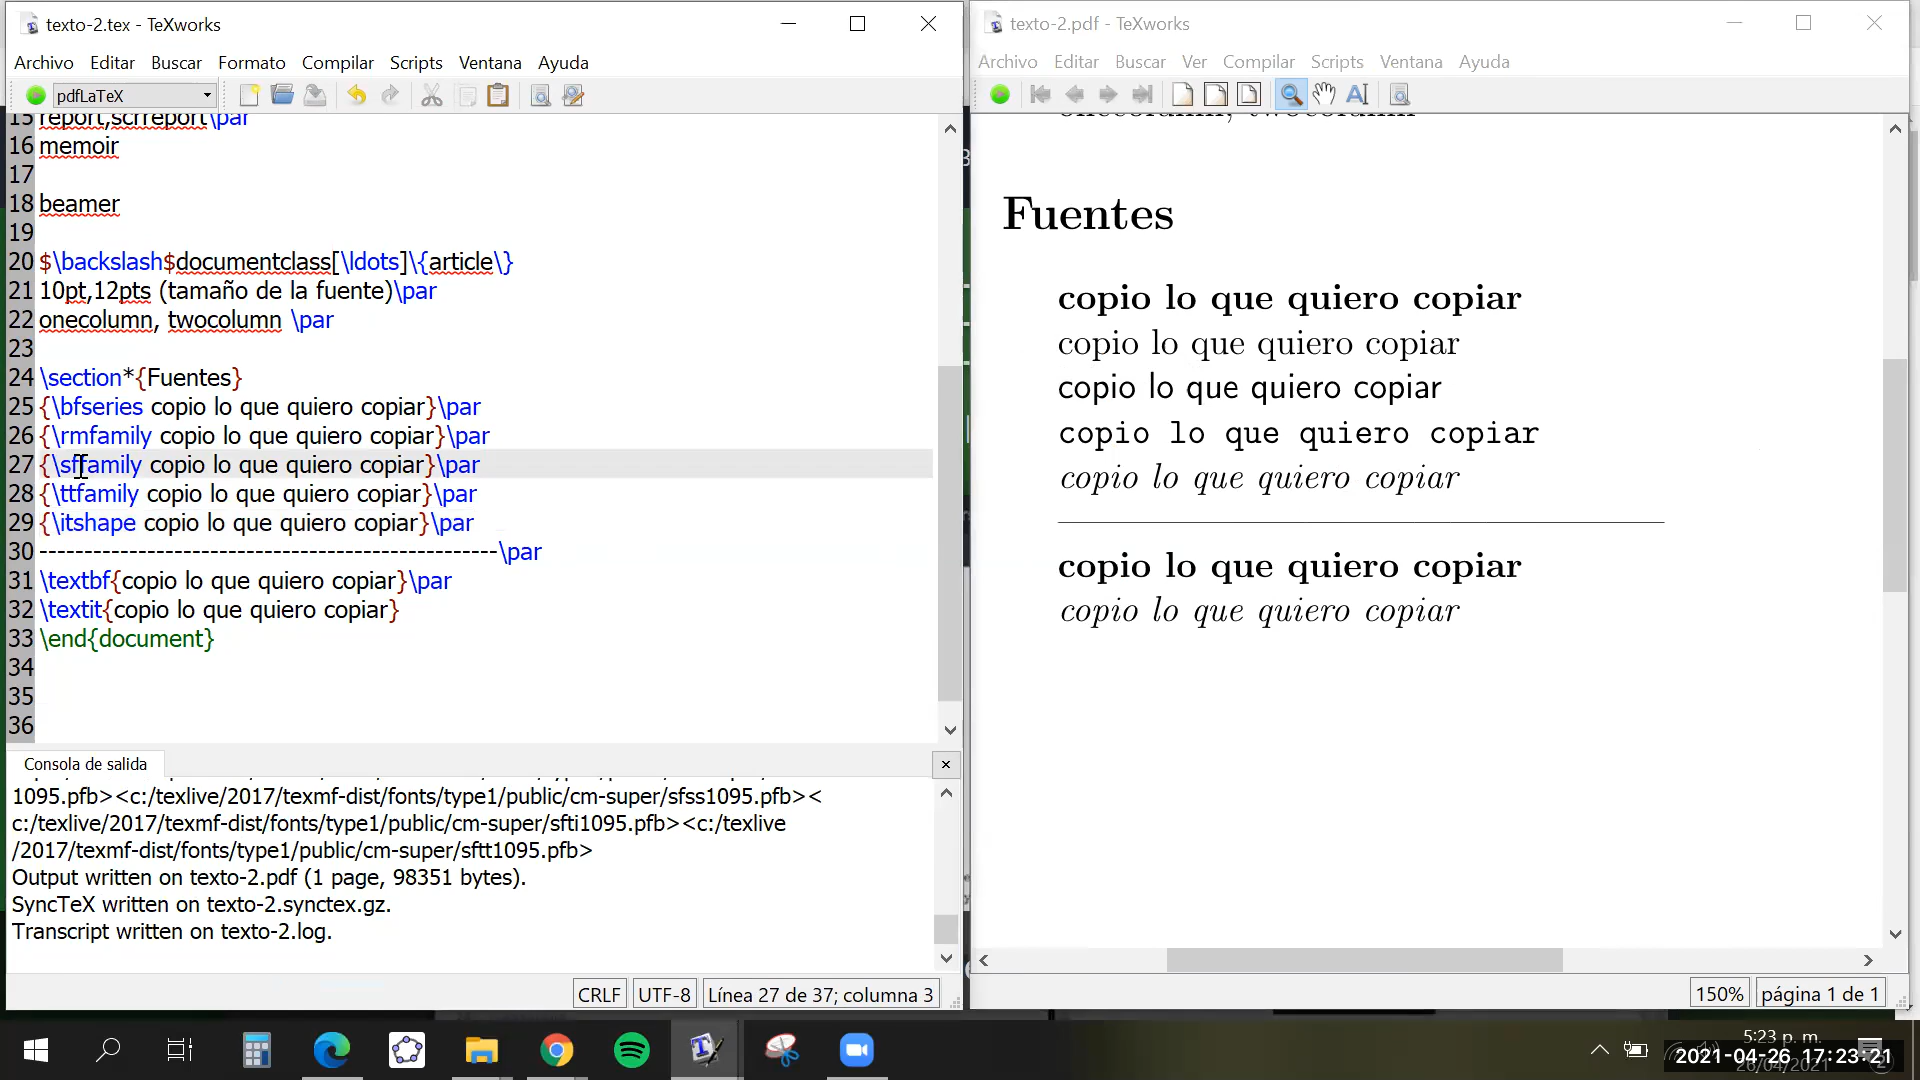 texto-2.tex - TeXworks
Archivo Editar Buscar Formato Compilar Scripts Ventana Ayuda
pdfLaTeX
15 report,scrreport\par
16 memoir
17
18 beamer
19
20 $\backslash$documentclass[\ldots]\{article\}
21 10pt,12pts (tamaño de la fuente)\par
22 onecolumn, twocolumn \par
23
24 \section*{Fuentes}
25 {\bfseries copio lo que quiero copiar}\par
26 {\rmfamily copio lo que quiero copiar}\par
27 {\sffamily copio lo que quiero copiar}\par
28 {\ttfamily copio lo que quiero copiar}\par
29 {\itshape copio lo que quiero copiar}\par
30 ---------------------------------------------------\par
31 \textbf{copio lo que quiero copiar}\par
32 \textit{copio lo que quiero copiar}
33 \end{document}
34
35
36
Consola de salida
1095.pfb><c:/texlive/2017/texmf-dist/fonts/type1/public/cm-super/sfss1095.pfb><
c:/texlive/2017/texmf-dist/fonts/type1/public/cm-super/sfti1095.pfb><c:/texlive
/2017/texmf-dist/fonts/type1/public/cm-super/sftt1095.pfb>
Output written on texto-2.pdf (1 page, 98351 bytes).
SyncTeX written on texto-2.synctex.gz.
Transcript written on texto-2.log.
CRLF UTF-8 Línea 27 de 37; columna 3
texto-2.pdf - TeXworks
Archivo Editar Buscar Ver Compilar Scripts Ventana Ayuda
onecolumn, twocolumn
Fuentes
copio lo que quiero copiar
copio lo que quiero copiar
copio lo que quiero copiar
copio lo que quiero copiar
copio lo que quiero copiar
copio lo que quiero copiar
copio lo que quiero copiar
150% página 1 de 1
5:23 p. m.
2021-04-26 17:23:21
26/04/2021